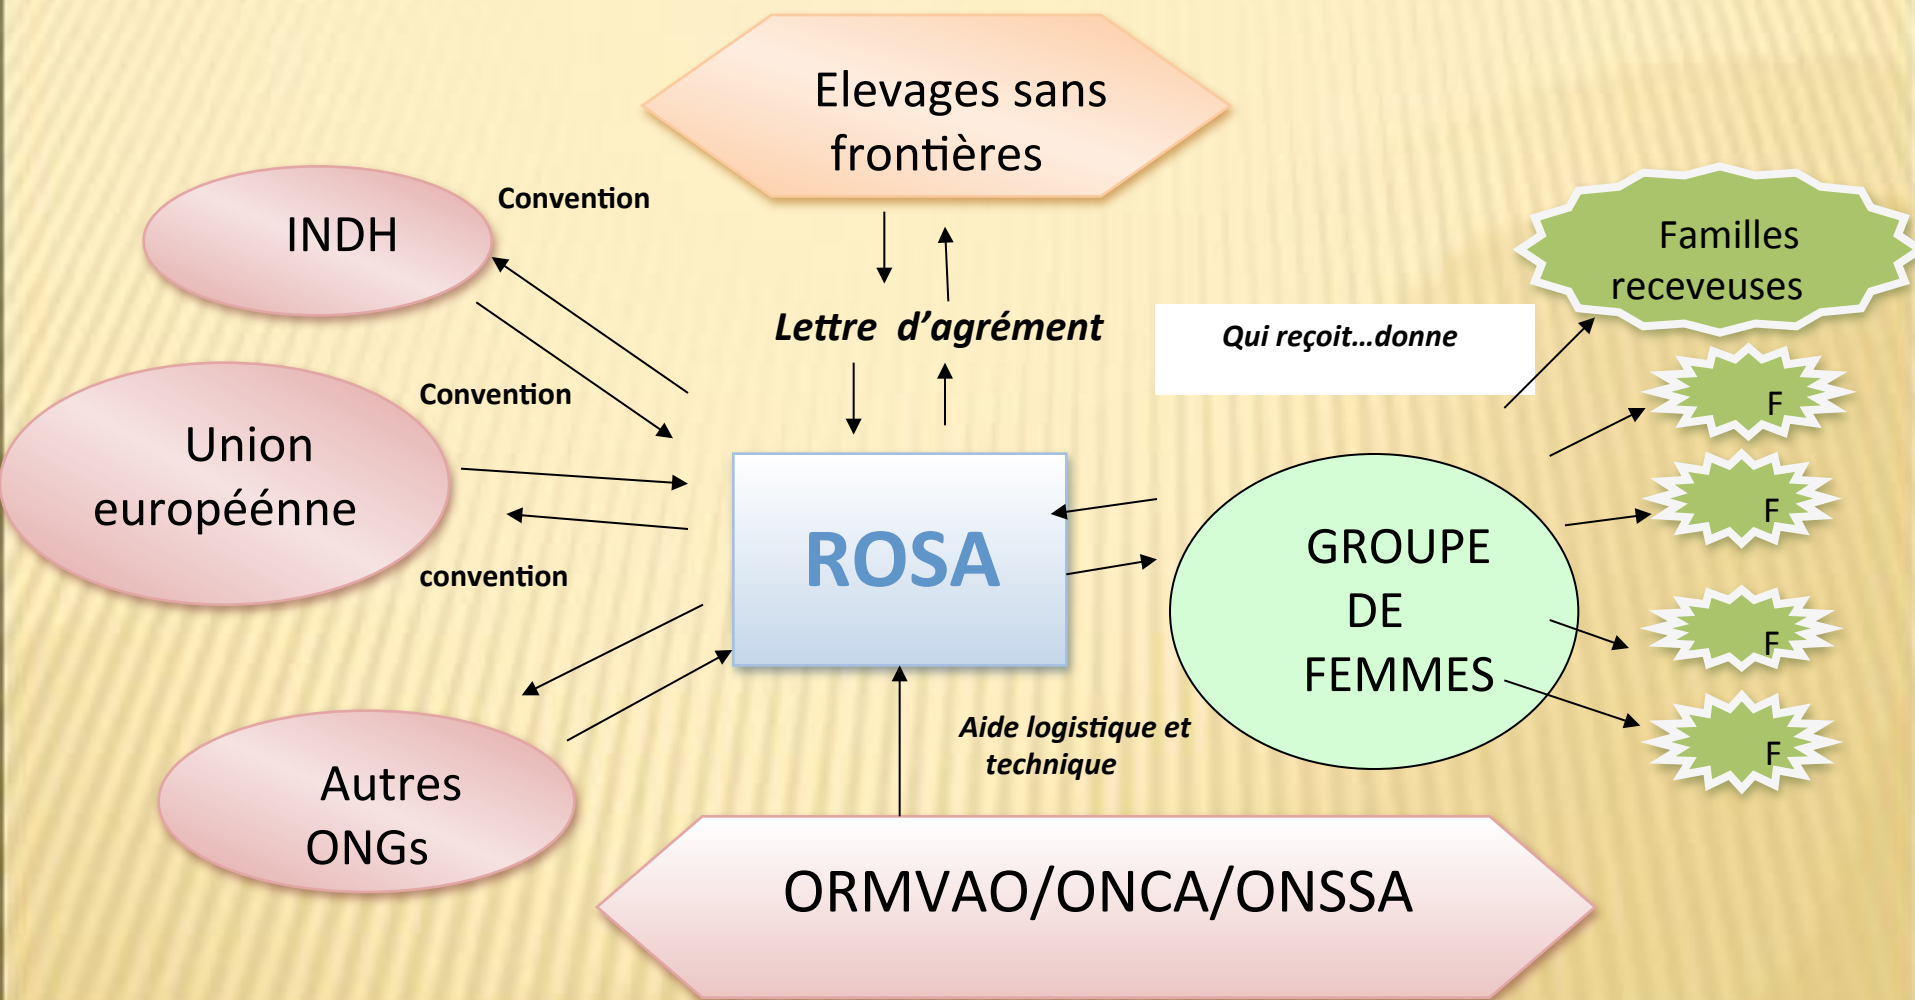 Elevages sans
frontières
INDH
Convention
Familles
receveuses
Lettre d’agrément
Qui reçoit...donne
Convention
F
Union
européénne
F
convention
ROSA
GROUPE
DE
FEMMES
F
Aide logistique et
technique
F
Autres
ONGs
ORMVAO/ONCA/ONSSA